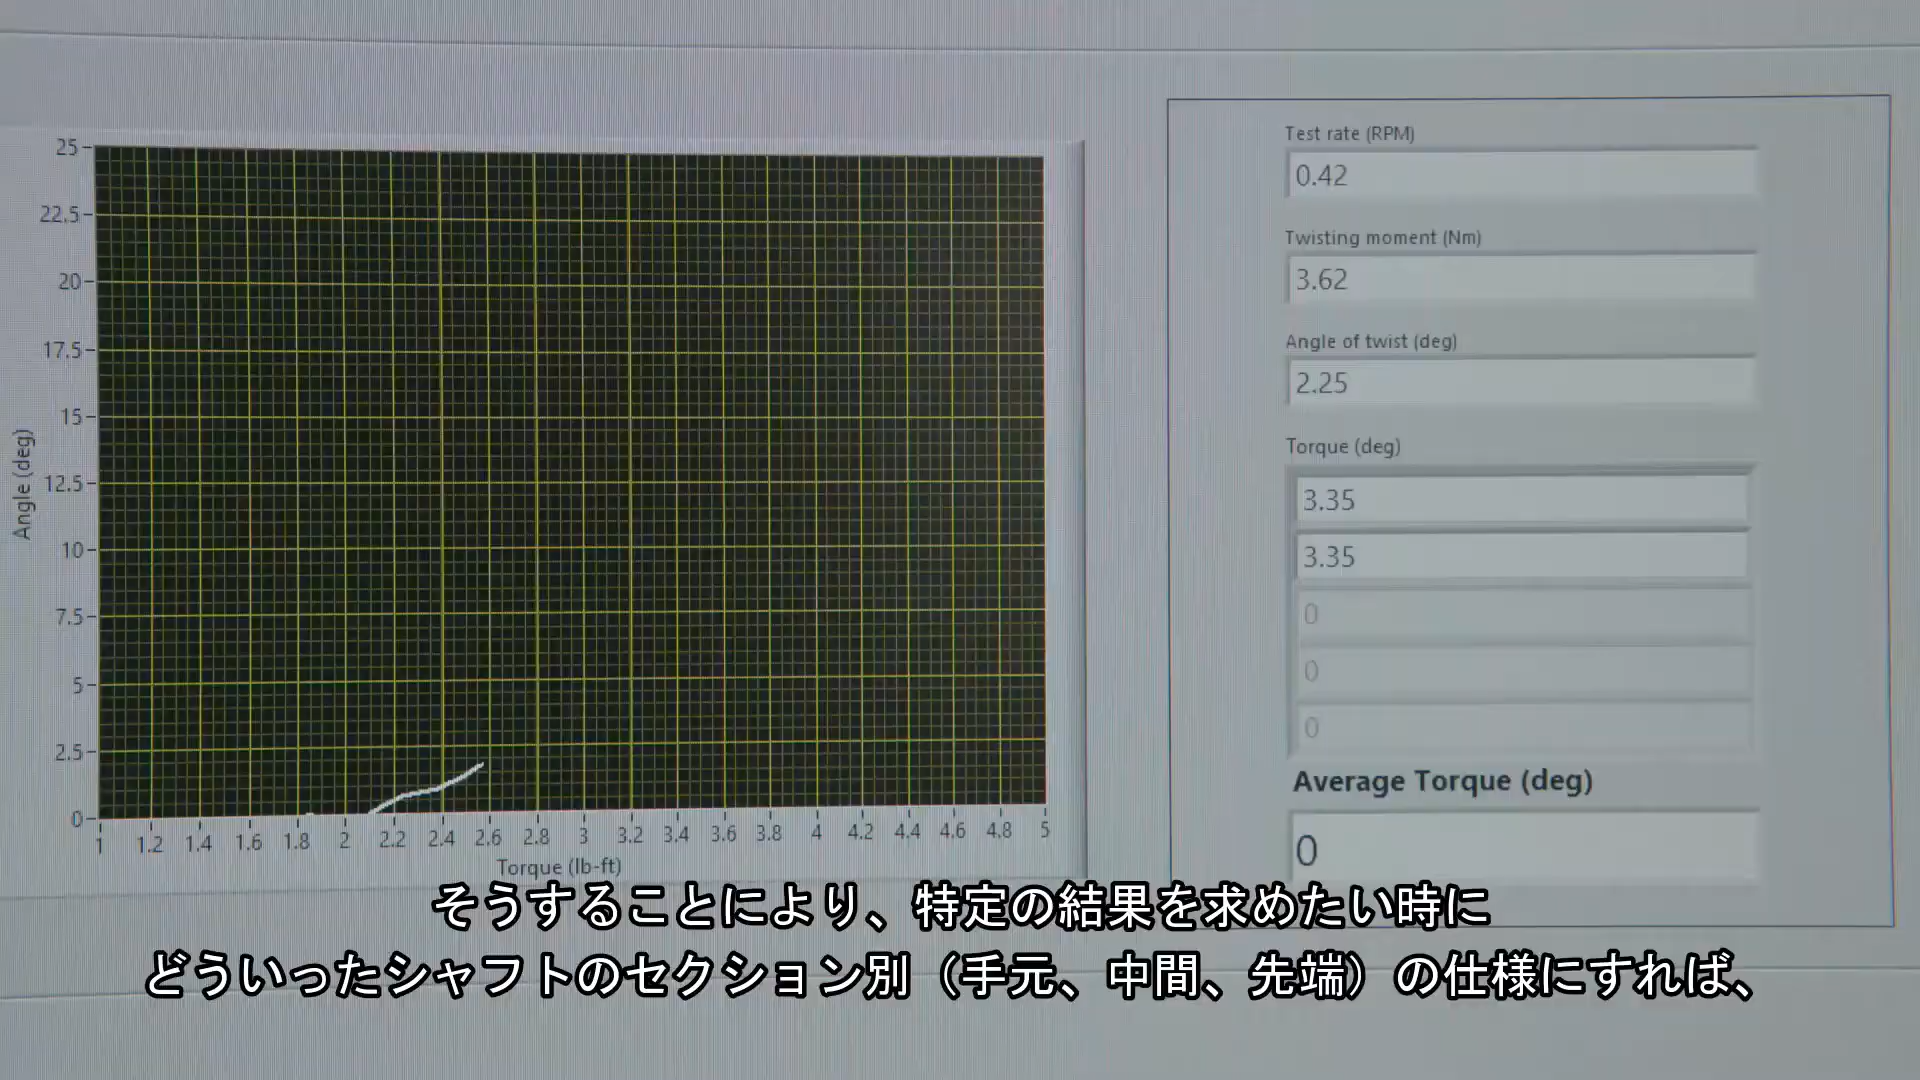 25
22.5
20
17.5
15
12.5
10
7.5
5
2.5
0
Angle (deg)
1 1.2 1.4 1.6 1.8 2 2.2 2.4 2.6 2.8 3 3.2 3.4 3.6 3.8 4 4.2 4.4 4.6 4.8 5
Torque (lb-ft)
Test rate (RPM)
0.42
Twisting moment (Nm)
3.62
Angle of twist (deg)
2.25
Torque (deg)
3.35
3.35
0
0
0
Average Torque (deg)
0
そうすることにより、特定の結果を求めたい時に
どういったシャフトのセクション別（手元、中間、先端）の仕様にすれば、